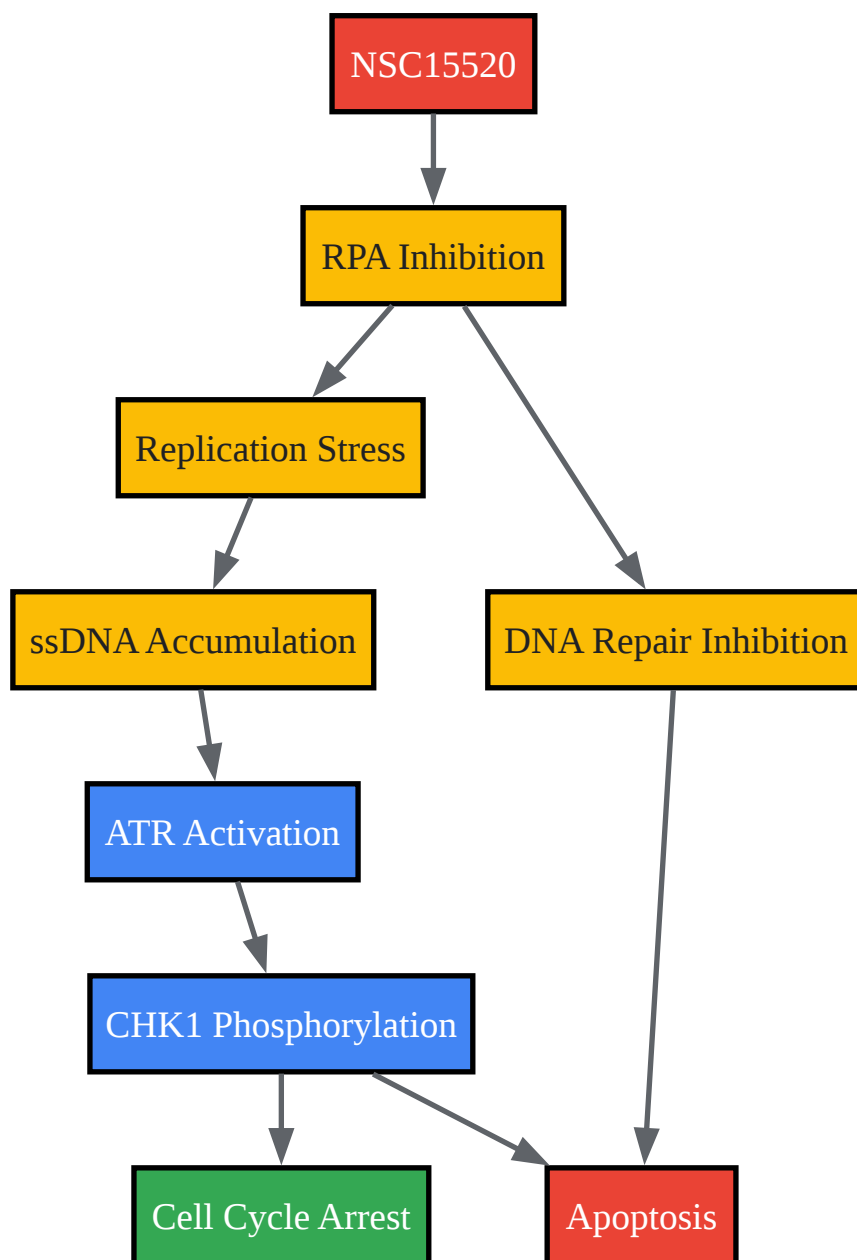 NSC15520
RPA Inhibition
Replication Stress
ssDNA Accumulation
DNA Repair Inhibition
ATR Activation
CHK1 Phosphorylation
Cell Cycle Arrest
Apoptosis